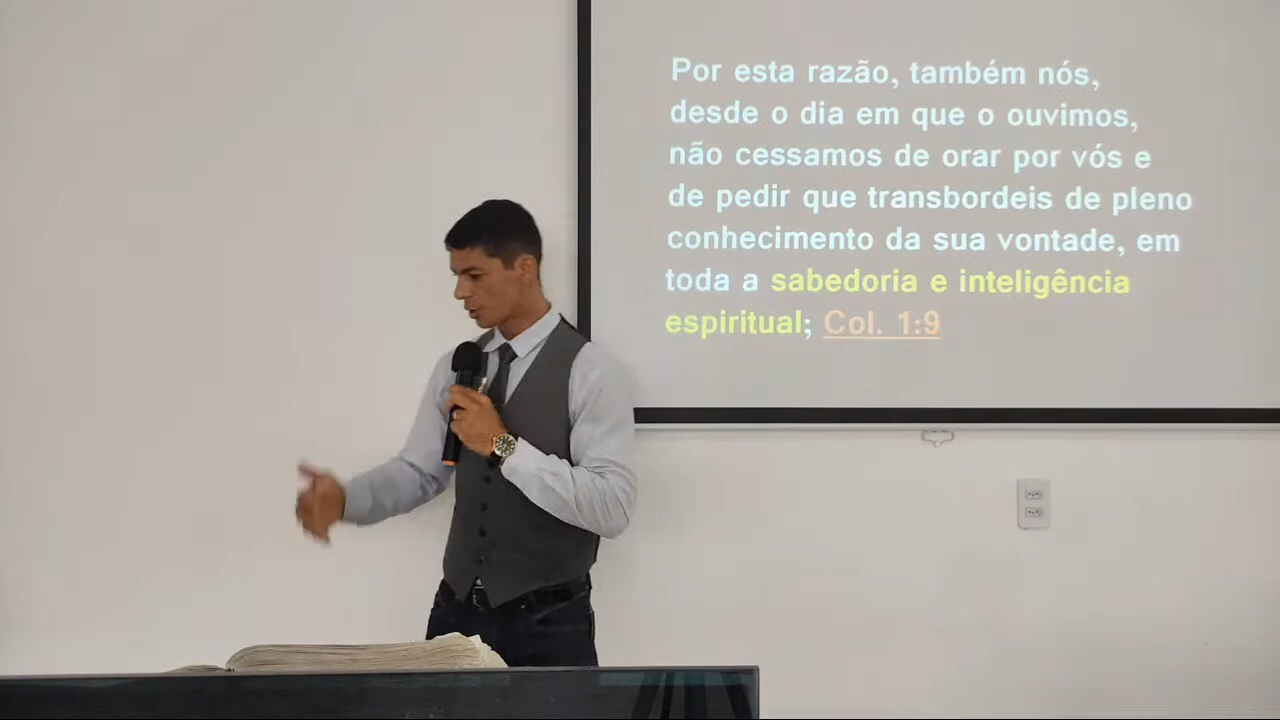 Por esta razão, também nós,
desde o dia em que o ouvimos,
não cessamos de orar por vós e
de pedir que transbordeis de pleno
conhecimento da sua vontade, em
toda a sabedoria e inteligência
espiritual; Col. 1:9